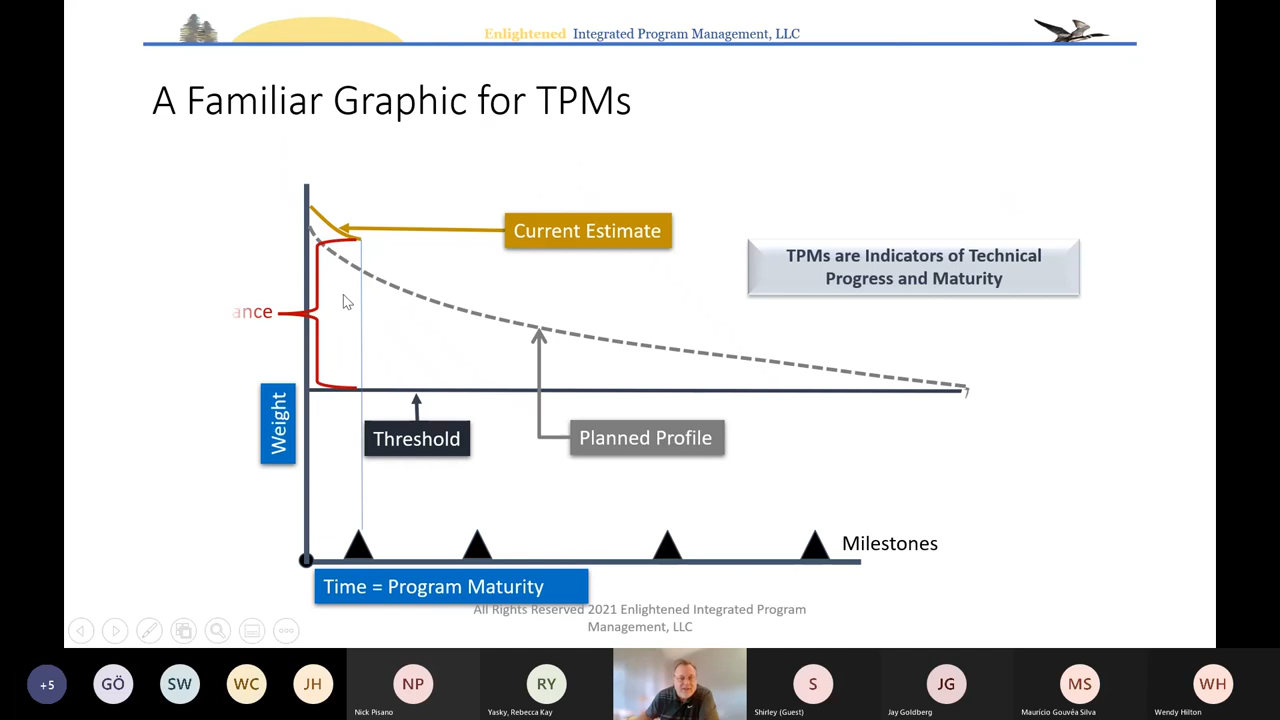 Enlightened Integrated Program Management, LLC
A Familiar Graphic for TPMs
Current Estimate
TPMs are Indicators of Technical
Progress and Maturity
ance
Weight
Threshold
Planned Profile
Milestones
Time = Program Maturity
All Rights Reserved 2021 Enlightened Integrated Program
Management, LLC
+5
GÖ
SW
WC
JH
NP
Nick Pisano
RY
Yasky, Rebecca Kay
S
Shirley (Guest)
JG
Jay Goldberg
MS
Maurício Gouvêa Silva
WH
Wendy Hilton